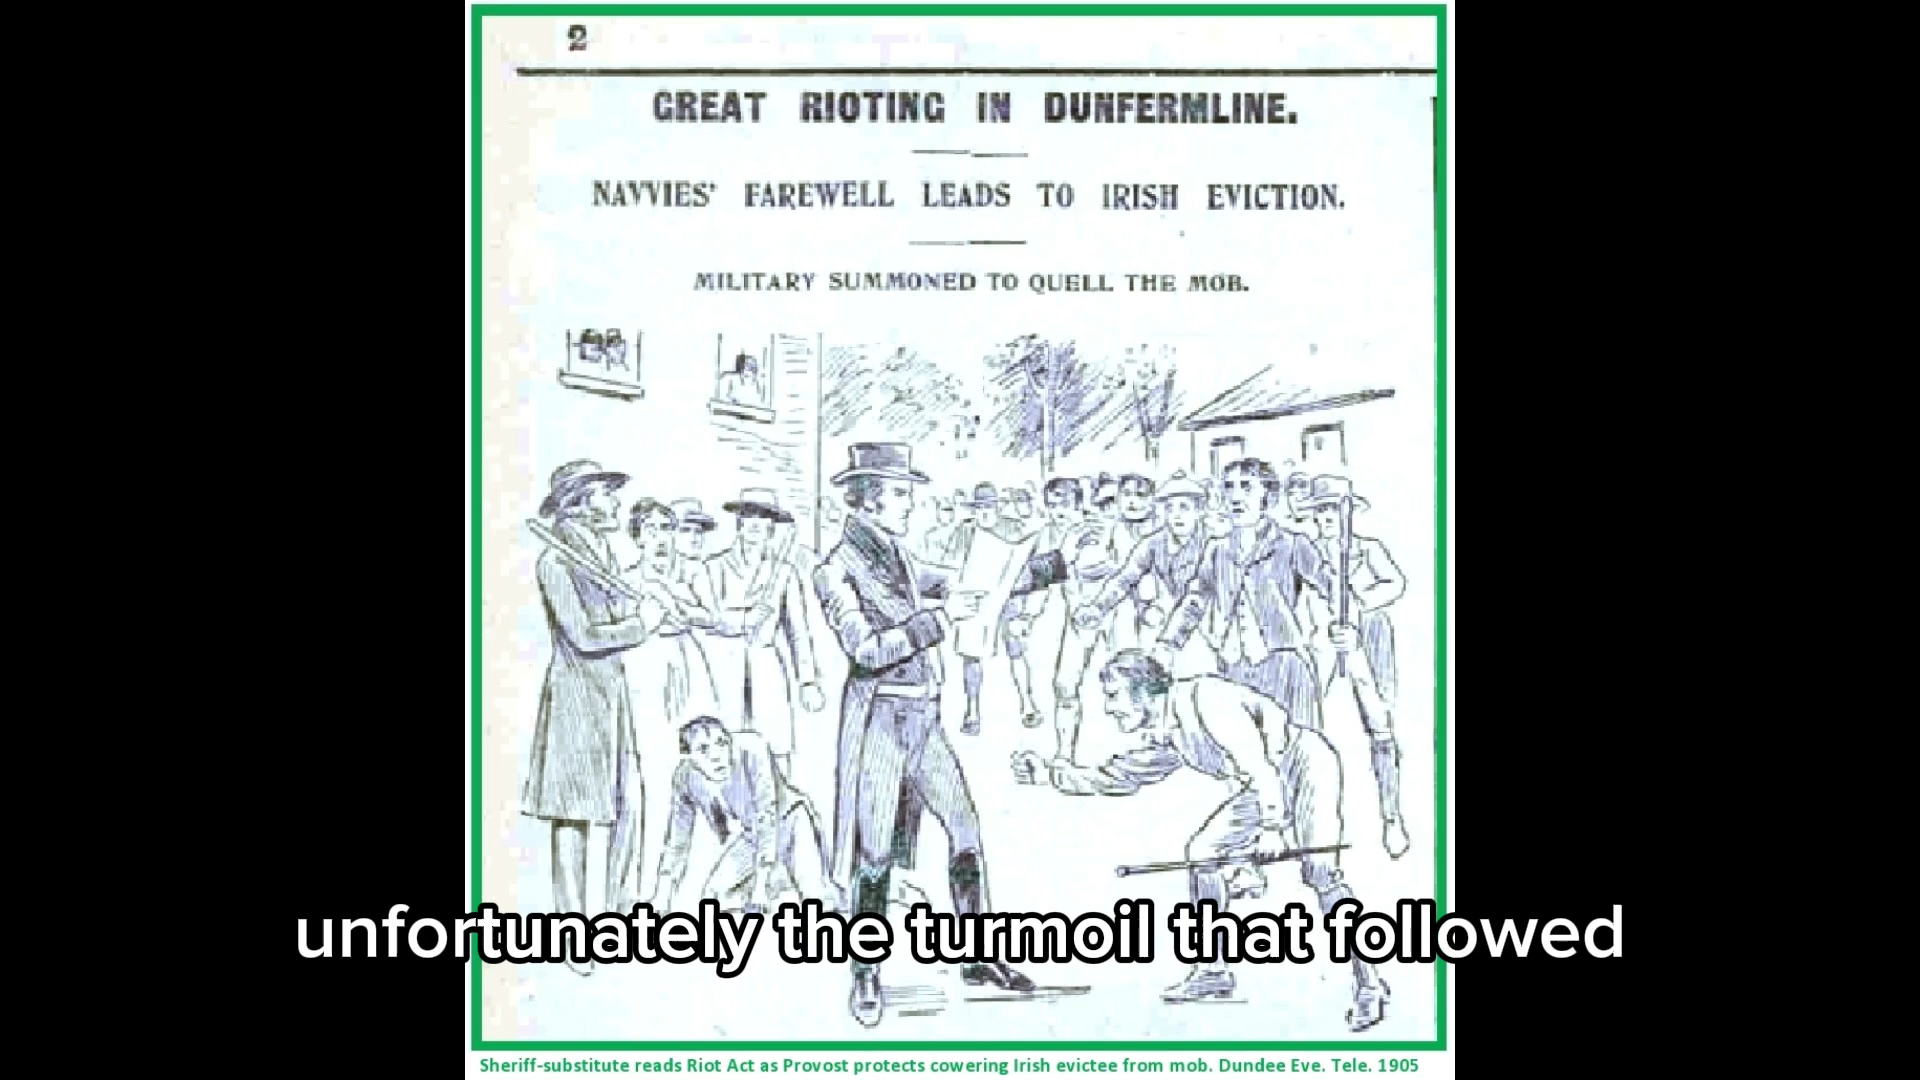 2
GREAT RIOTING IN DUNFERMLINE.
NAVVIES' FAREWELL LEADS TO IRISH EVICTION.
MILITARY SUMMONED TO QUELL THE MOB.
unfortunately the turmoil that followed
Sheriff-substitute reads Riot Act as Provost protects cowering Irish evictee from mob. Dundee Eve. Tele. 1905